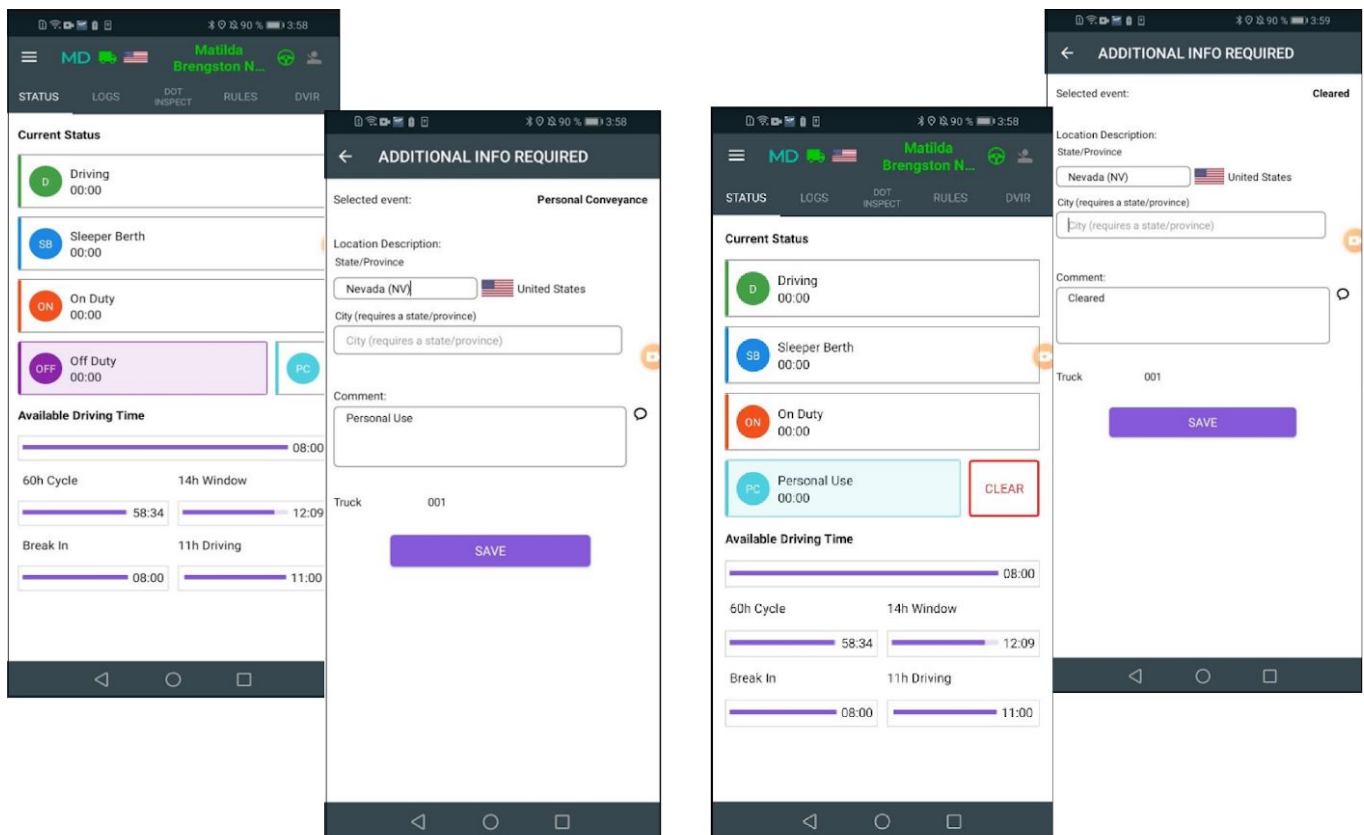 90 % 3:58
MD
Matilda
Brengston N...
STATUS LOGS DOT INSPECT RULES DVIR
Current Status
D
Driving
00:00
SB
Sleeper Berth
00:00
ON
On Duty
00:00
OFF
Off Duty
00:00
PC
Available Driving Time
08:00
60h Cycle 14h Window
58:34 12:09
Break In 11h Driving
08:00 11:00
90 % 3:58
ADDITIONAL INFO REQUIRED
Selected event: Personal Conveyance
Location Description:
State/Province
Nevada (NV) United States
City (requires a state/province)
City (requires a state/province)
Comment:
Personal Use
Truck 001
SAVE
90 % 3:58
MD
Matilda
Brengston N...
STATUS LOGS DOT INSPECT RULES DVIR
Current Status
D
Driving
00:00
SB
Sleeper Berth
00:00
ON
On Duty
00:00
PC
Personal Use
00:00
CLEAR
Available Driving Time
08:00
60h Cycle 14h Window
58:34 12:09
Break In 11h Driving
08:00 11:00
90 % 3:59
ADDITIONAL INFO REQUIRED
Selected event: Cleared
Location Description:
State/Province
Nevada (NV) United States
City (requires a state/province)
City (requires a state/province)
Comment:
Cleared
Truck 001
SAVE